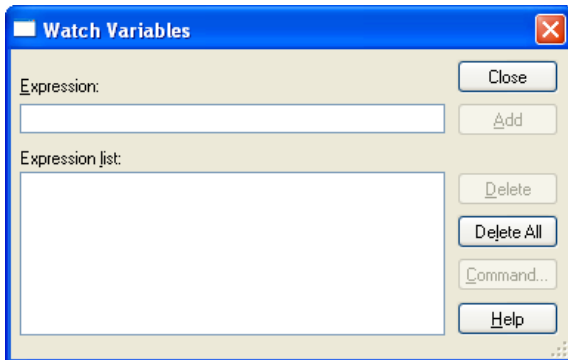 Watch Variables
Close
Expression:
Add
Expression list:
Delete
Delete All
Command...
Help